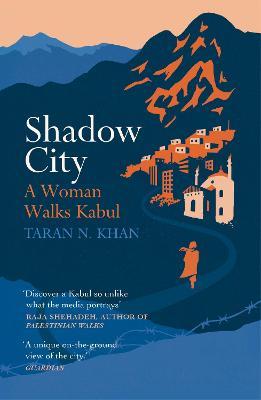 Shadow
City
A Woman
Walks Kabul
TARAN N. KHAN
‘Discover a Kabul so unlike
what the media portrays’
RAJA SHEHADEH, AUTHOR OF
PALESTINIAN WALKS
‘A unique on-the-ground
view of the city.’
GUARDIAN